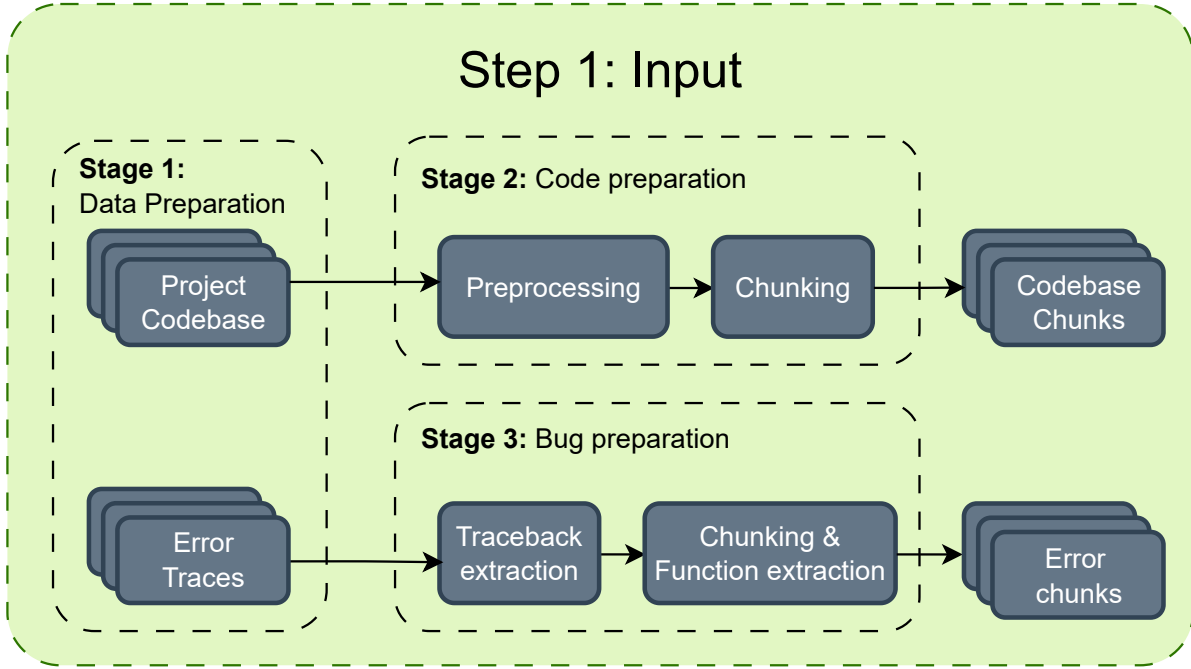 Step 1: Input
Stage 1:
Data Preparation
Project
Codebase
Stage 2: Code preparation
Preprocessing
Chunking
Codebase
Chunks
Error
Traces
Stage 3: Bug preparation
Traceback
extraction
Chunking &
Function extraction
Error
chunks